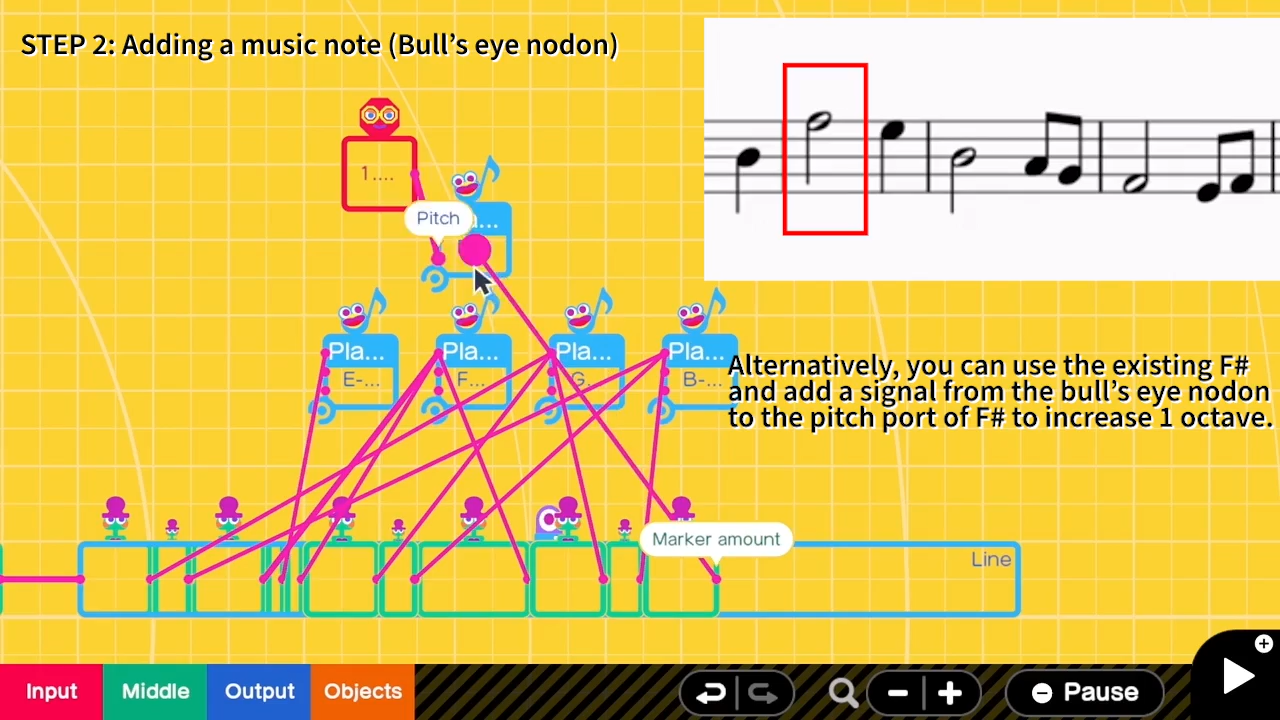 STEP 2: Adding a music note (Bull's eye nodon)
1....
Pitch
...
Pla...
Pla...
Pla...
Pla...
E-...
F...
G..
B-...
Alternatively, you can use the existing F#
and add a signal from the bull's eye nodon
to the pitch port of F# to increase 1 octave.
Marker amount
Line
Input
Middle
Output
Objects
Pause